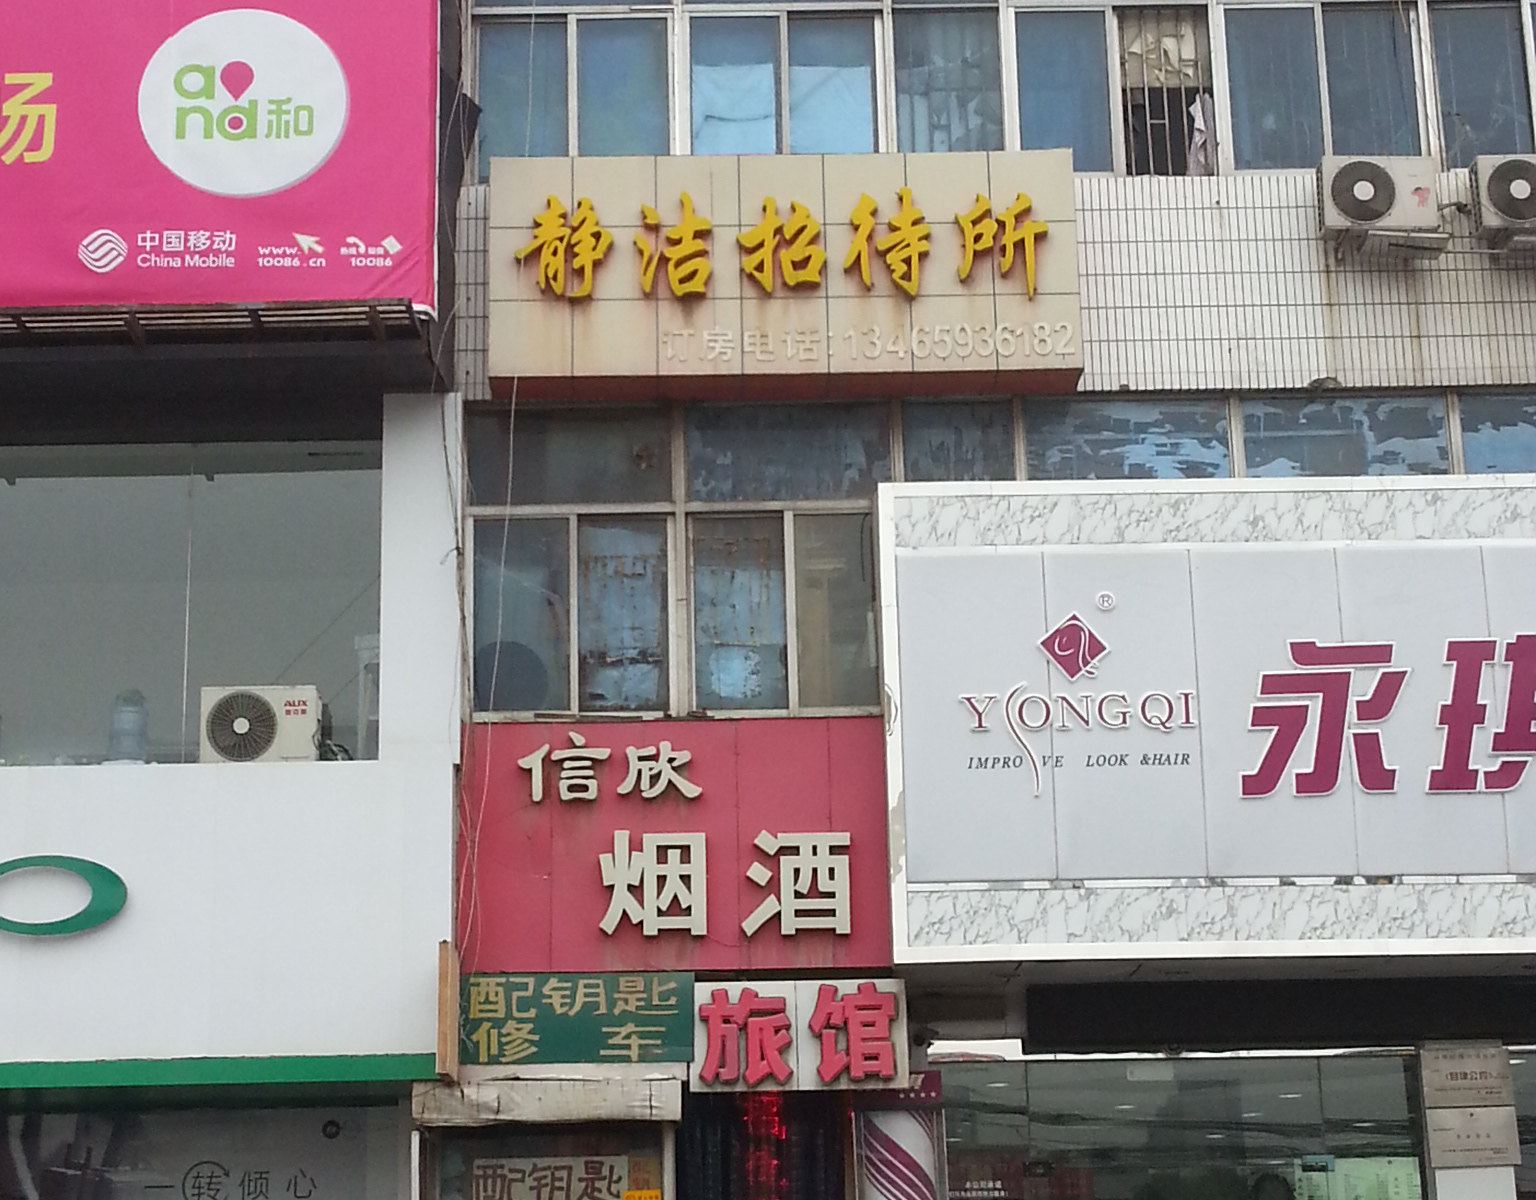 场
and和
中国移动
China Mobile
www.
10086.cn
10086
静洁招待所
订房电话:13465936182
AUX
信欣
烟酒
YONGQI
IMPROVE LOOK &HAIR
®
永琪
配钥匙
修 车
旅馆
配钥匙
一转倾心